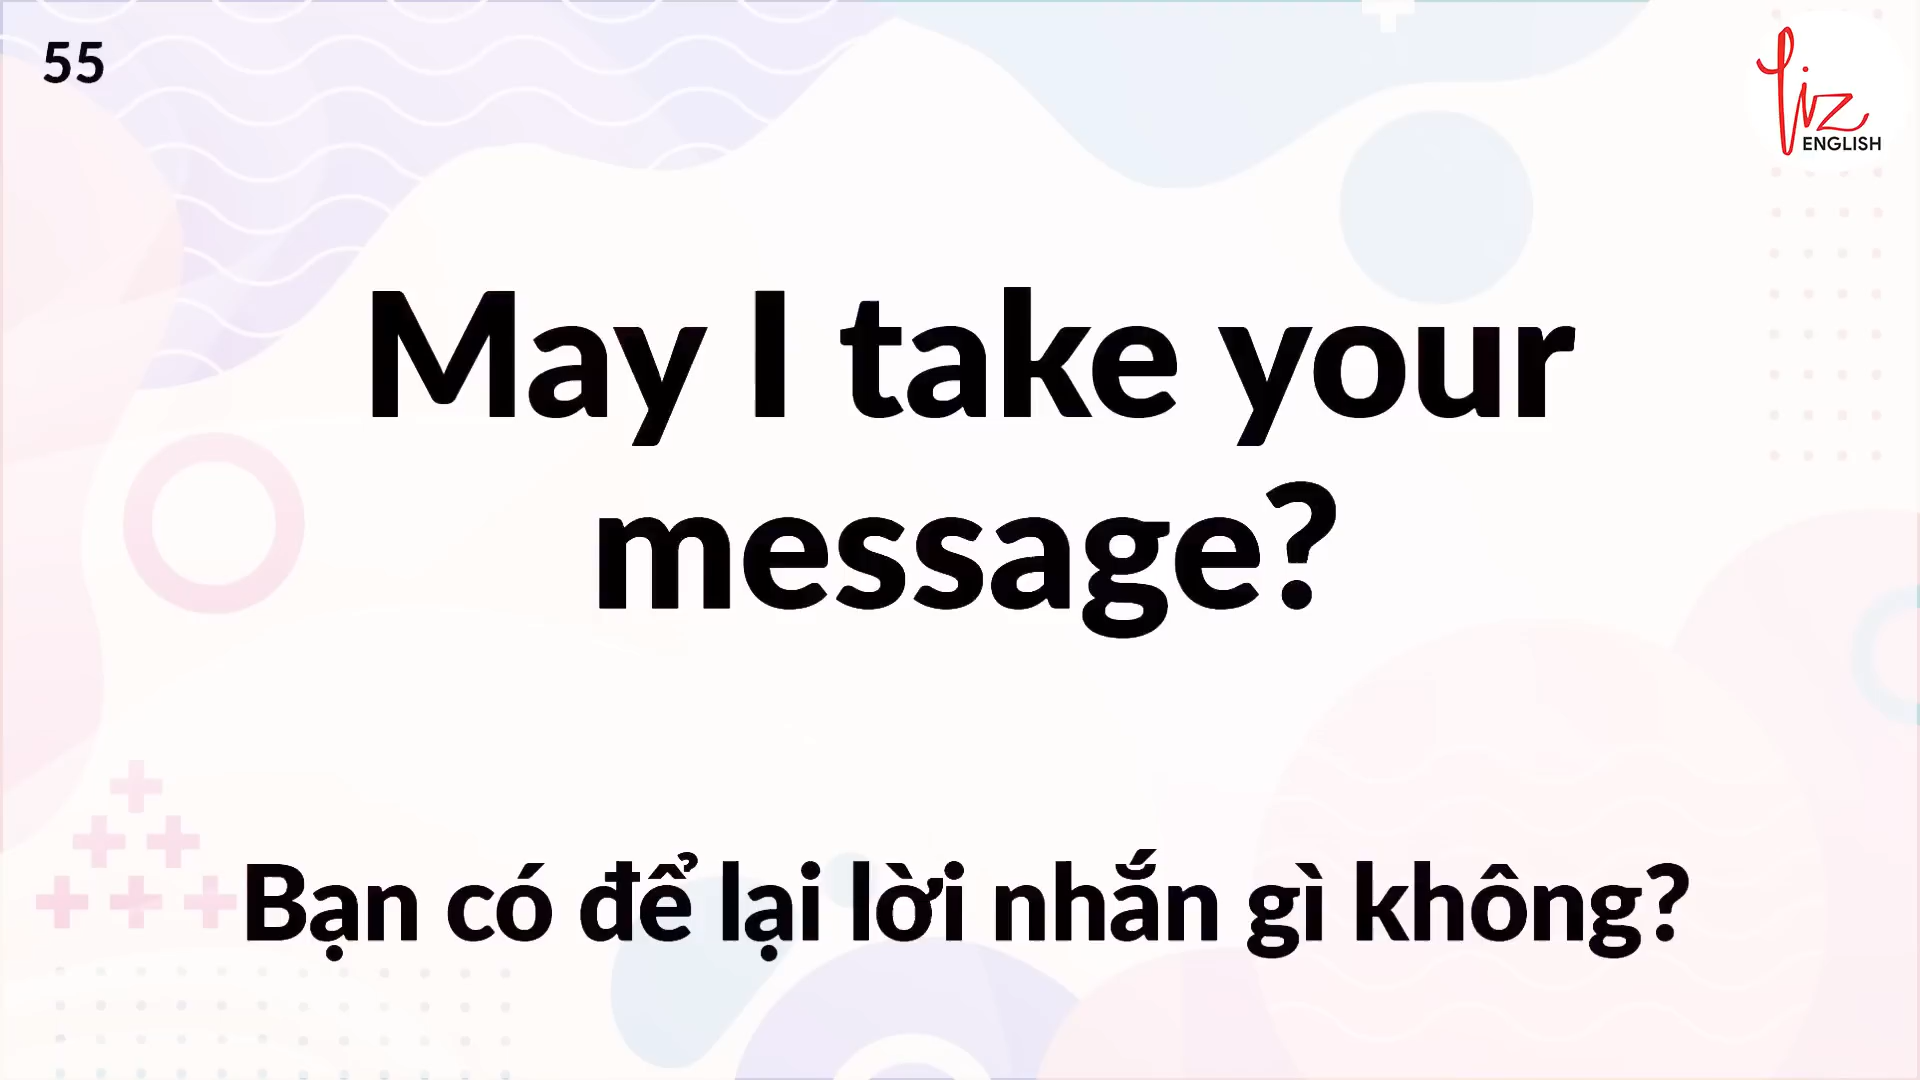 55
Liz
ENGLISH
May I take your
message?
Bạn có để lại lời nhắn gì không?